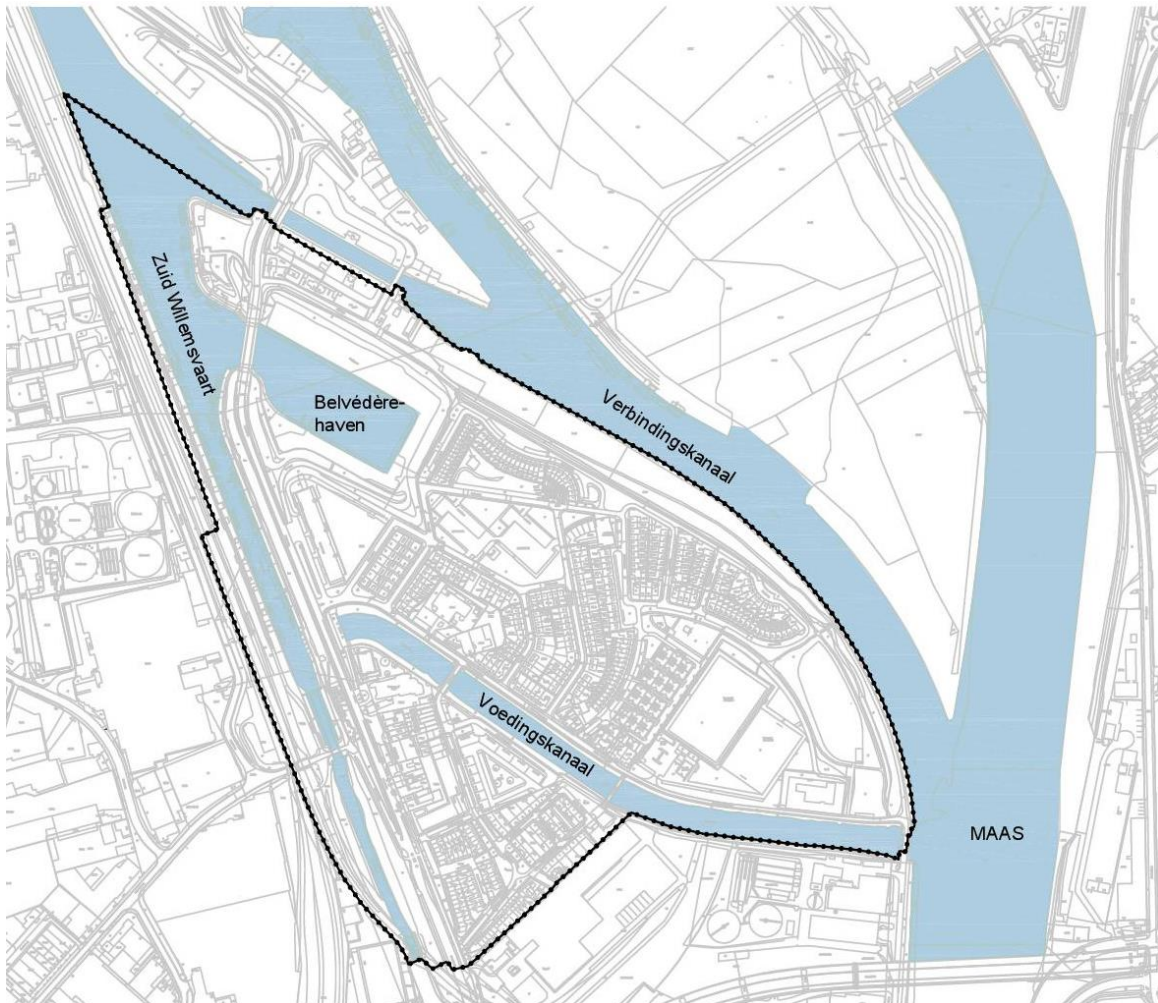 Zuid Willemsvaart
Belvédère-
haven
Verbindingskanaal
Voedingskanaal
MAAS